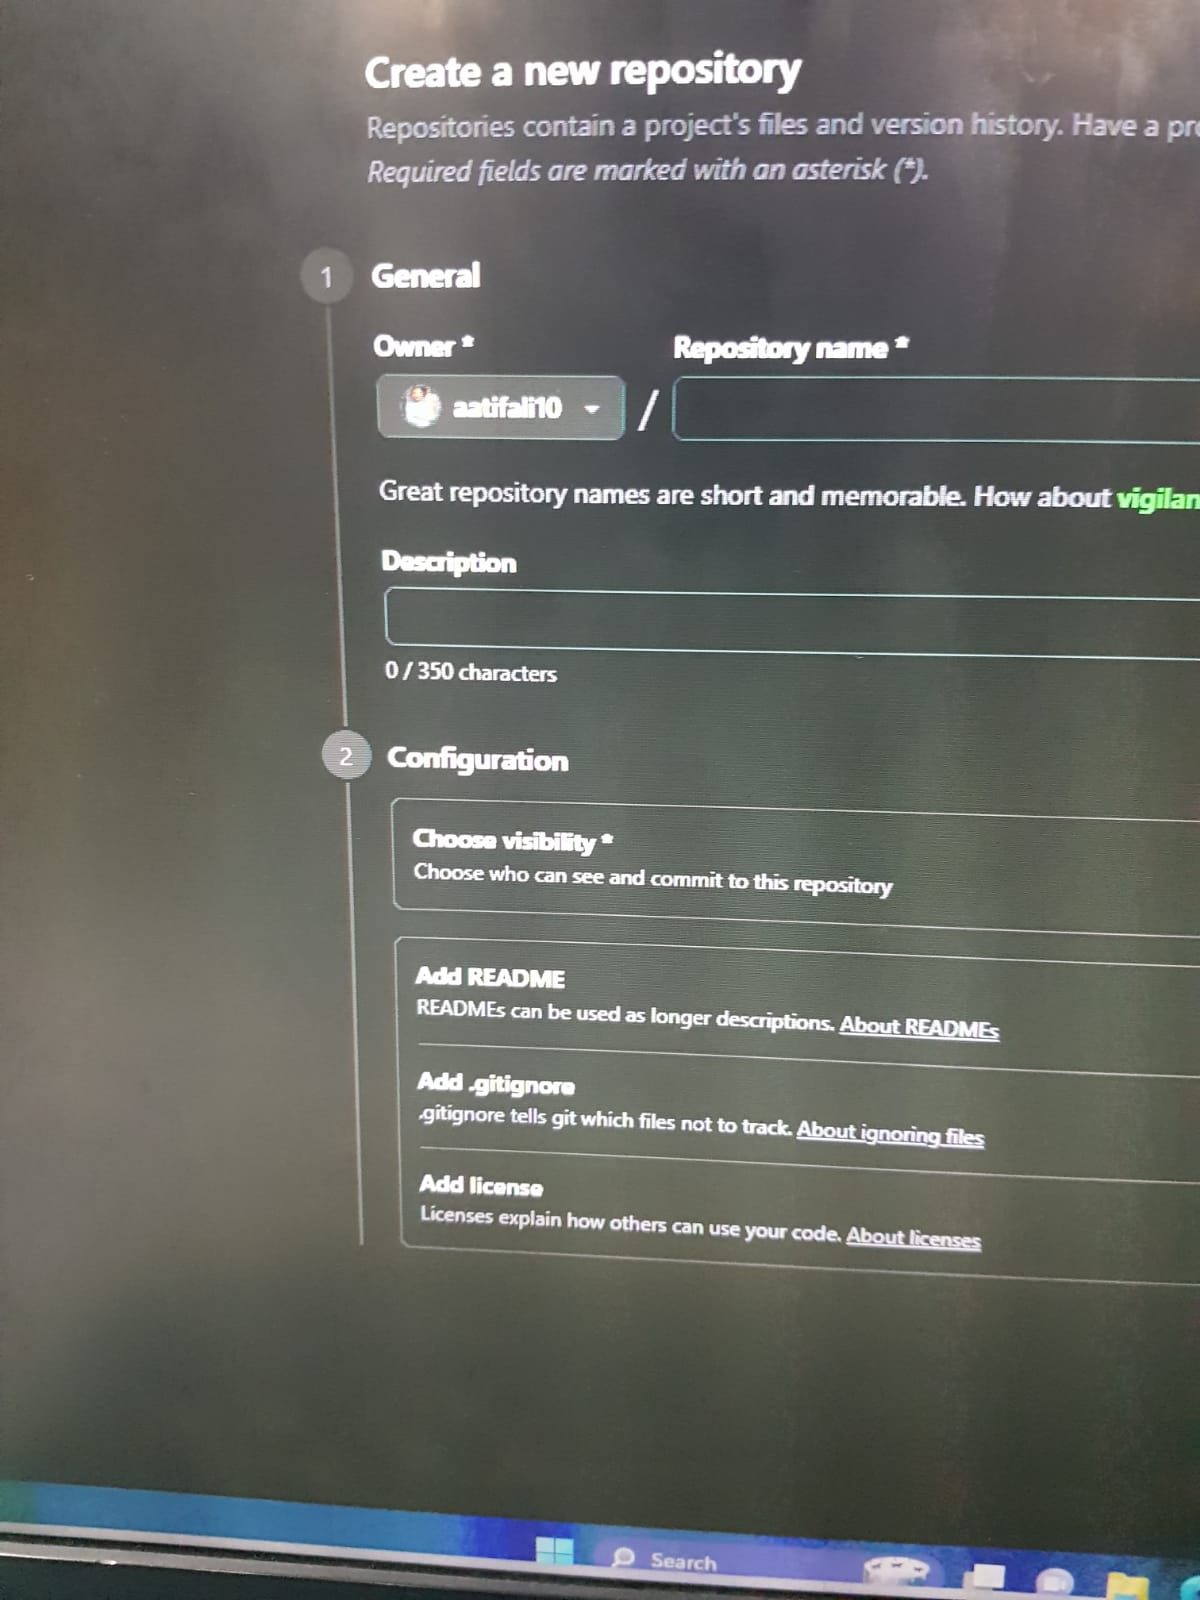 Create a new repository
Repositories contain a project's files and version history. Have a
Required fields are marked with an asterisk (*).
1 General
Owner * Repository name *
aatifali10 /
Great repository names are short and memorable. How about
Description
0 / 350 characters
2 Configuration
Choose visibility *
Choose who can see and commit to this repository
Add README
READMEs can be used as longer descriptions. About READMEs
Add .gitignore
.gitignore tells git which files not to track. About ignoring files
Add license
Licenses explain how others can use your code. About licenses
Search